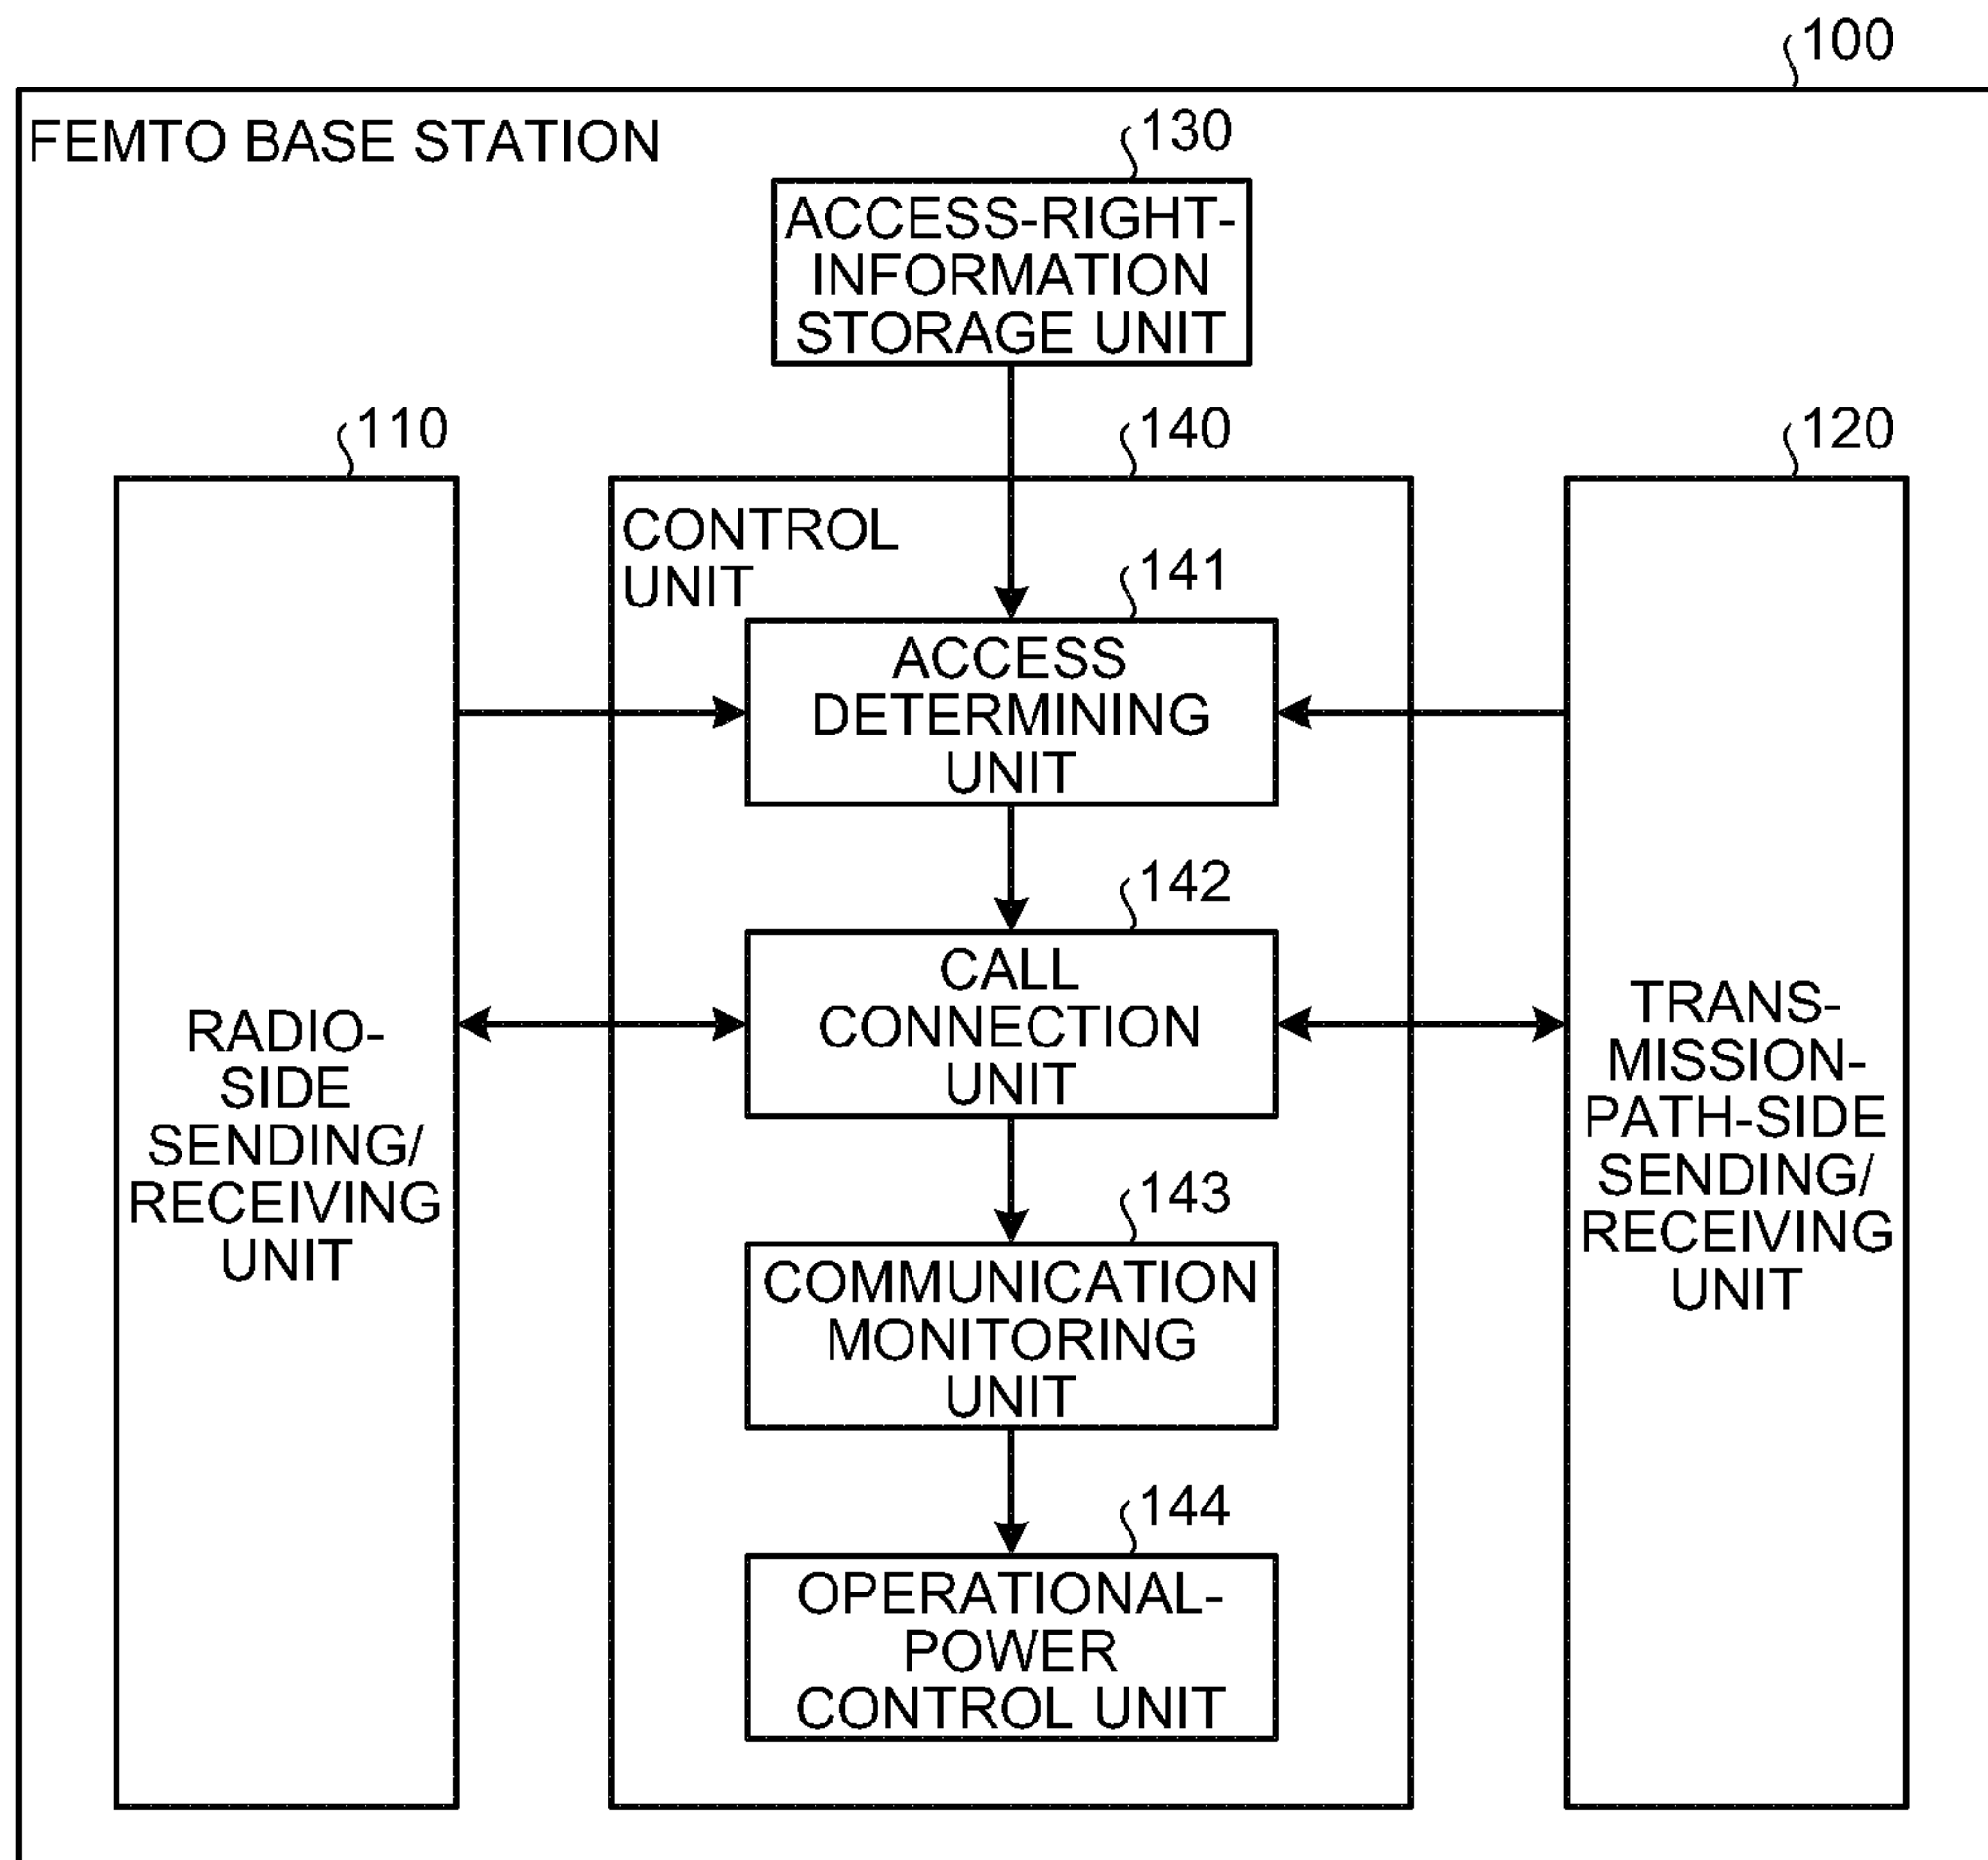 100
FEMTO BASE STATION
130
ACCESS-RIGHT-
INFORMATION
STORAGE UNIT
110
140
120
CONTROL
UNIT
141
ACCESS
DETERMINING
UNIT
142
CALL
CONNECTION
UNIT
RADIO-
SIDE
SENDING/
RECEIVING
UNIT
TRANS-
MISSION-
PATH-SIDE
SENDING/
RECEIVING
UNIT
143
COMMUNICATION
MONITORING
UNIT
144
OPERATIONAL-
POWER
CONTROL UNIT